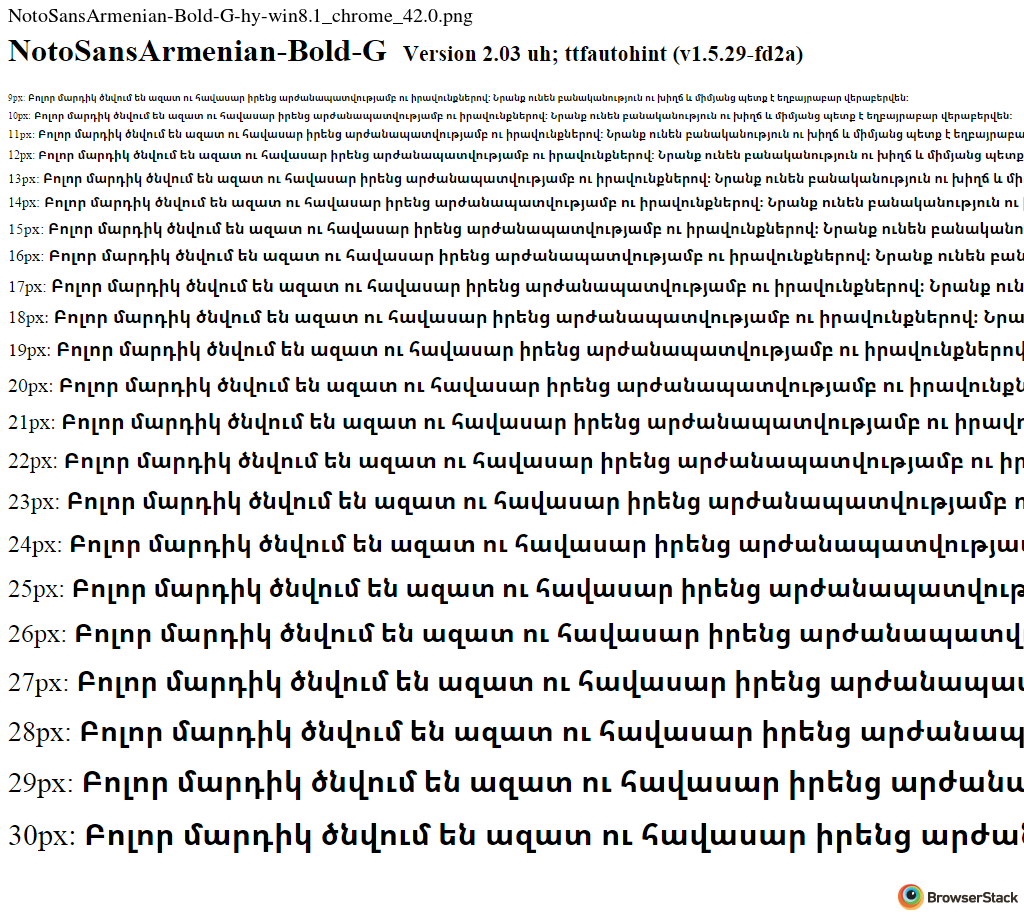 NotoSansArmenian-Bold-G-hy-win8.1_chrome_42.0.png
NotoSansArmenian-Bold-G Version 2.03 uh; ttfautohint (v1.5.29-fd2a)
9px: Բոլոր մարդիկ ծնվում են ազատ ու հավասար իրենց արժանապատվությամբ ու իրավունքներով: Նրանք ունեն բանականություն ու խիղճ և միմյանց պետք է եղբայրաբար վերաբերվեն:
10px: Բոլոր մարդիկ ծնվում են ազատ ու հավասար իրենց արժանապատվությամբ ու իրավունքներով: Նրանք ունեն բանականություն ու խիղճ և միմյանց պետք է եղբայրաբար վերաբերվեն:
11px: Բոլոր մարդիկ ծնվում են ազատ ու հավասար իրենց արժանապատվությամբ ու իրավունքներով: Նրանք ունեն բանականություն ու խիղճ և միմյանց պետք է եղբայրաբա
12px: Բոլոր մարդիկ ծնվում են ազատ ու հավասար իրենց արժանապատվությամբ ու իրավունքներով: Նրանք ունեն բանականություն ու խիղճ և միմյանց պետք
13px: Բոլոր մարդիկ ծնվում են ազատ ու հավասար իրենց արժանապատվությամբ ու իրավունքներով: Նրանք ունեն բանականություն ու խիղճ և մի
14px: Բոլոր մարդիկ ծնվում են ազատ ու հավասար իրենց արժանապատվությամբ ու իրավունքներով: Նրանք ունեն բանականություն ու
15px: Բոլոր մարդիկ ծնվում են ազատ ու հավասար իրենց արժանապատվությամբ ու իրավունքներով: Նրանք ունեն բանականո
16px: Բոլոր մարդիկ ծնվում են ազատ ու հավասար իրենց արժանապատվությամբ ու իրավունքներով: Նրանք ունեն բան
17px: Բոլոր մարդիկ ծնվում են ազատ ու հավասար իրենց արժանապատվությամբ ու իրավունքներով: Նրանք ուն
18px: Բոլոր մարդիկ ծնվում են ազատ ու հավասար իրենց արժանապատվությամբ ու իրավունքներով: Նրա
19px: Բոլոր մարդիկ ծնվում են ազատ ու հավասար իրենց արժանապատվությամբ ու իրավունքներով
20px: Բոլոր մարդիկ ծնվում են ազատ ու հավասար իրենց արժանապատվությամբ ու իրավունքն
21px: Բոլոր մարդիկ ծնվում են ազատ ու հավասար իրենց արժանապատվությամբ ու իրավո
22px: Բոլոր մարդիկ ծնվում են ազատ ու հավասար իրենց արժանապատվությամբ ու իր
23px: Բոլոր մարդիկ ծնվում են ազատ ու հավասար իրենց արժանապատվությամբ ո
24px: Բոլոր մարդիկ ծնվում են ազատ ու հավասար իրենց արժանապատվությամ
25px: Բոլոր մարդիկ ծնվում են ազատ ու հավասար իրենց արժանապատվութ
26px: Բոլոր մարդիկ ծնվում են ազատ ու հավասար իրենց արժանապատվ
27px: Բոլոր մարդիկ ծնվում են ազատ ու հավասար իրենց արժանապատ
28px: Բոլոր մարդիկ ծնվում են ազատ ու հավասար իրենց արժանապ
29px: Բոլոր մարդիկ ծնվում են ազատ ու հավասար իրենց արժանա
30px: Բոլոր մարդիկ ծնվում են ազատ ու հավասար իրենց արժան
BrowserStack